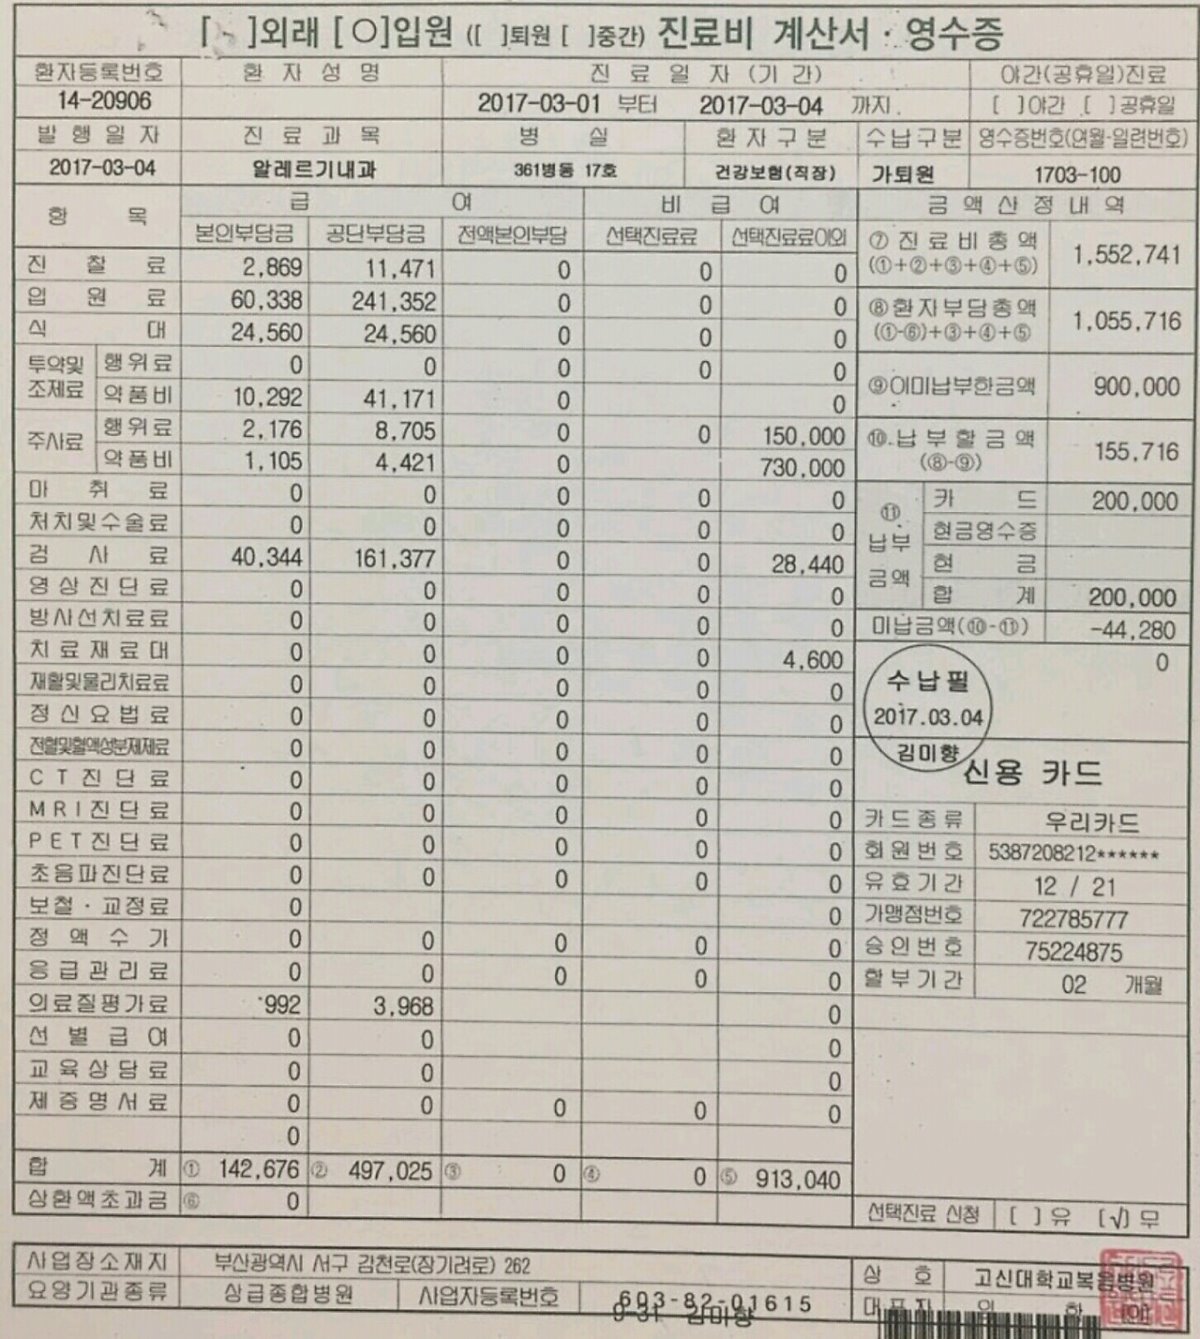 [ ]외래 [ O ]입원 ([ ]퇴원 [ ]중간) 진료비 계산서 · 영수증
환자등록번호 환 자 성 명 진 료 일 자 (기 간) 야간(공휴일)진료
14-20906 2017-03-01 부터 2017-03-04 까지. [ ]야간 [ ]공휴일
발 행 일 자 진 료 과 목 병 실 환 자 구 분 수 납 구 분 영수증번호(연월-일련번호)
2017-03-04 알레르기내과 361병동 17호 건강보험(직장) 가퇴원 1703-100
항 목 급 여 비 급 여 금 액 산 정 내 역
본인부담금 공단부담금 전액본인부담 선택진료료 선택진료료이외
⑦ 진 료 비 총 액 1,552,741
(①+②+③+④+⑤)
진 찰 료 2,869 11,471 0 0 0
입 원 료 60,338 241,352 0 0 0
⑧환자부담총액 1,055,716
(①-⑥)+③+④+⑤
식 대 24,560 24,560 0 0 0
투약및 조제료 행위료 0 0 0 0 0
⑨이미납부한금액 900,000
약품비 10,292 41,171 0 0
주사료 행위료 2,176 8,705 0 0 150,000
⑩.납 부 할 금 액 155,716
(⑧-⑨)
약품비 1,105 4,421 0 730,000
마 취 료 0 0 0 0 0
⑪ 납부 금액 카 드 200,000
처치및수술료 0 0 0 0 0
현금영수증
검 사 료 40,344 161,377 0 0 28,440
현 금
영상진단료 0 0 0 0 0
합 계 200,000
방사선치료료 0 0 0 0 0
미납금액(⑩-⑪) -44,280
치료재료대 0 0 0 0 4,600
0
재활및물리치료료 0 0 0 0 0
수납필
정신요법료 0 0 0 0 0
2017.03.04
전혈및혈액성분제제료 0 0 0 0 0
김미향
CT진단료 0 0 0 0 0
신용 카드
MRI진단료 0 0 0 0 0
카드종류 우리카드
PET진단료 0 0 0 0 0
회원번호 5387208212******
초음파진단료 0 0 0 0 0
유효기간 12 / 21
보철 · 교정료 0 0
가맹점번호 722785777
정 액 수 가 0 0 0 0 0
승인번호 75224875
응급관리료 0 0 0 0 0
할부기간 02 개월
의료질평가료 992 3,968 0
선 별 급 여 0 0 0
교육상담료 0 0 0
제증명서료 0 0 0 0 0
0
합 계 ① 142,676 ② 497,025 ③ 0 ④ 0 ⑤ 913,040
상환액초과금 ⑥ 0
선택진료 신청 [ ] 유 [√] 무
사업장소재지 부산광역시 서구 감천로(장기려로) 262
상 호 고신대학교복음병원
요양기관종류 상급종합병원 사업자등록번호 603-82-01615
대 표 자
9-31 김미향